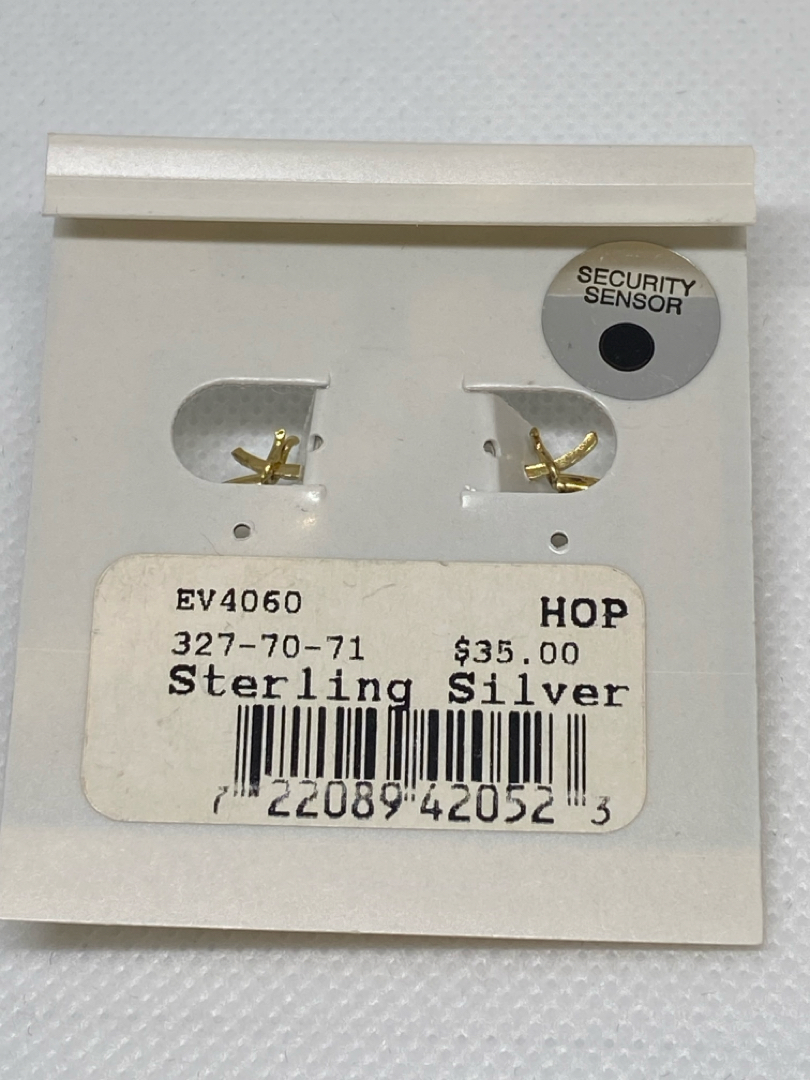 SECURITY
SENSOR
EV4060 HOP
327-70-71 $35.00
Sterling Silver
7 22089 42052 3